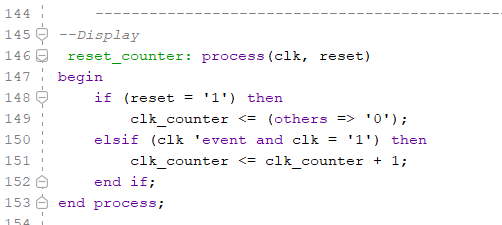 144 --------------------------------------------------
145 --Display
146 reset_counter: process(clk, reset)
147 begin
148 if (reset = '1') then
149 clk_counter <= (others => '0');
150 elsif (clk 'event and clk = '1') then
151 clk_counter <= clk_counter + 1;
152 end if;
153 end process;
154